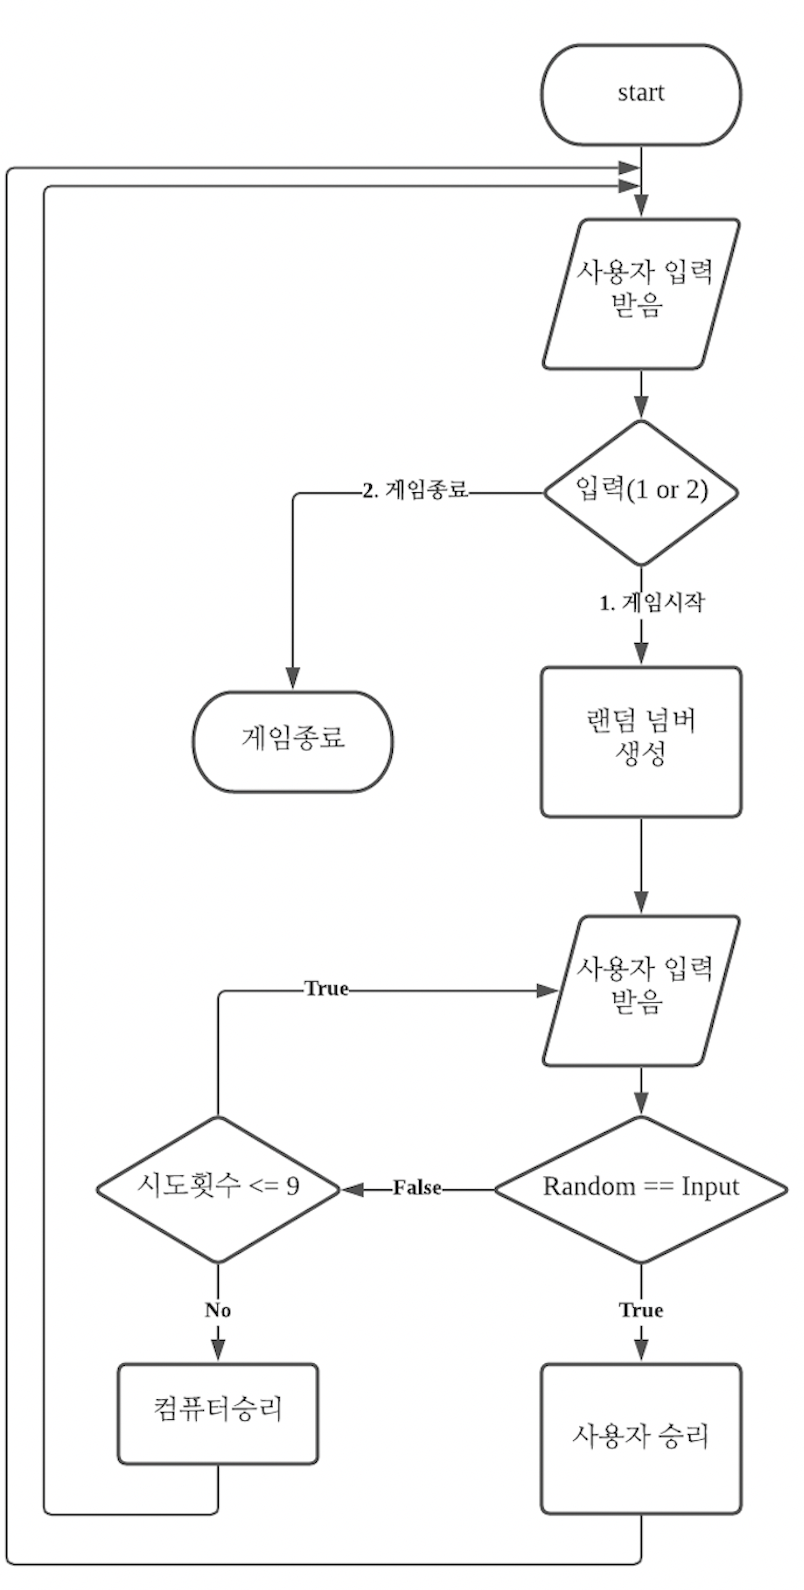 start
사용자 입력
받음
입력(1 or 2)
2. 게임종료
1. 게임시작
게임종료
랜덤 넘버
생성
사용자 입력
받음
True
시도횟수 <= 9
False
Random == Input
No
True
컴퓨터승리
사용자 승리